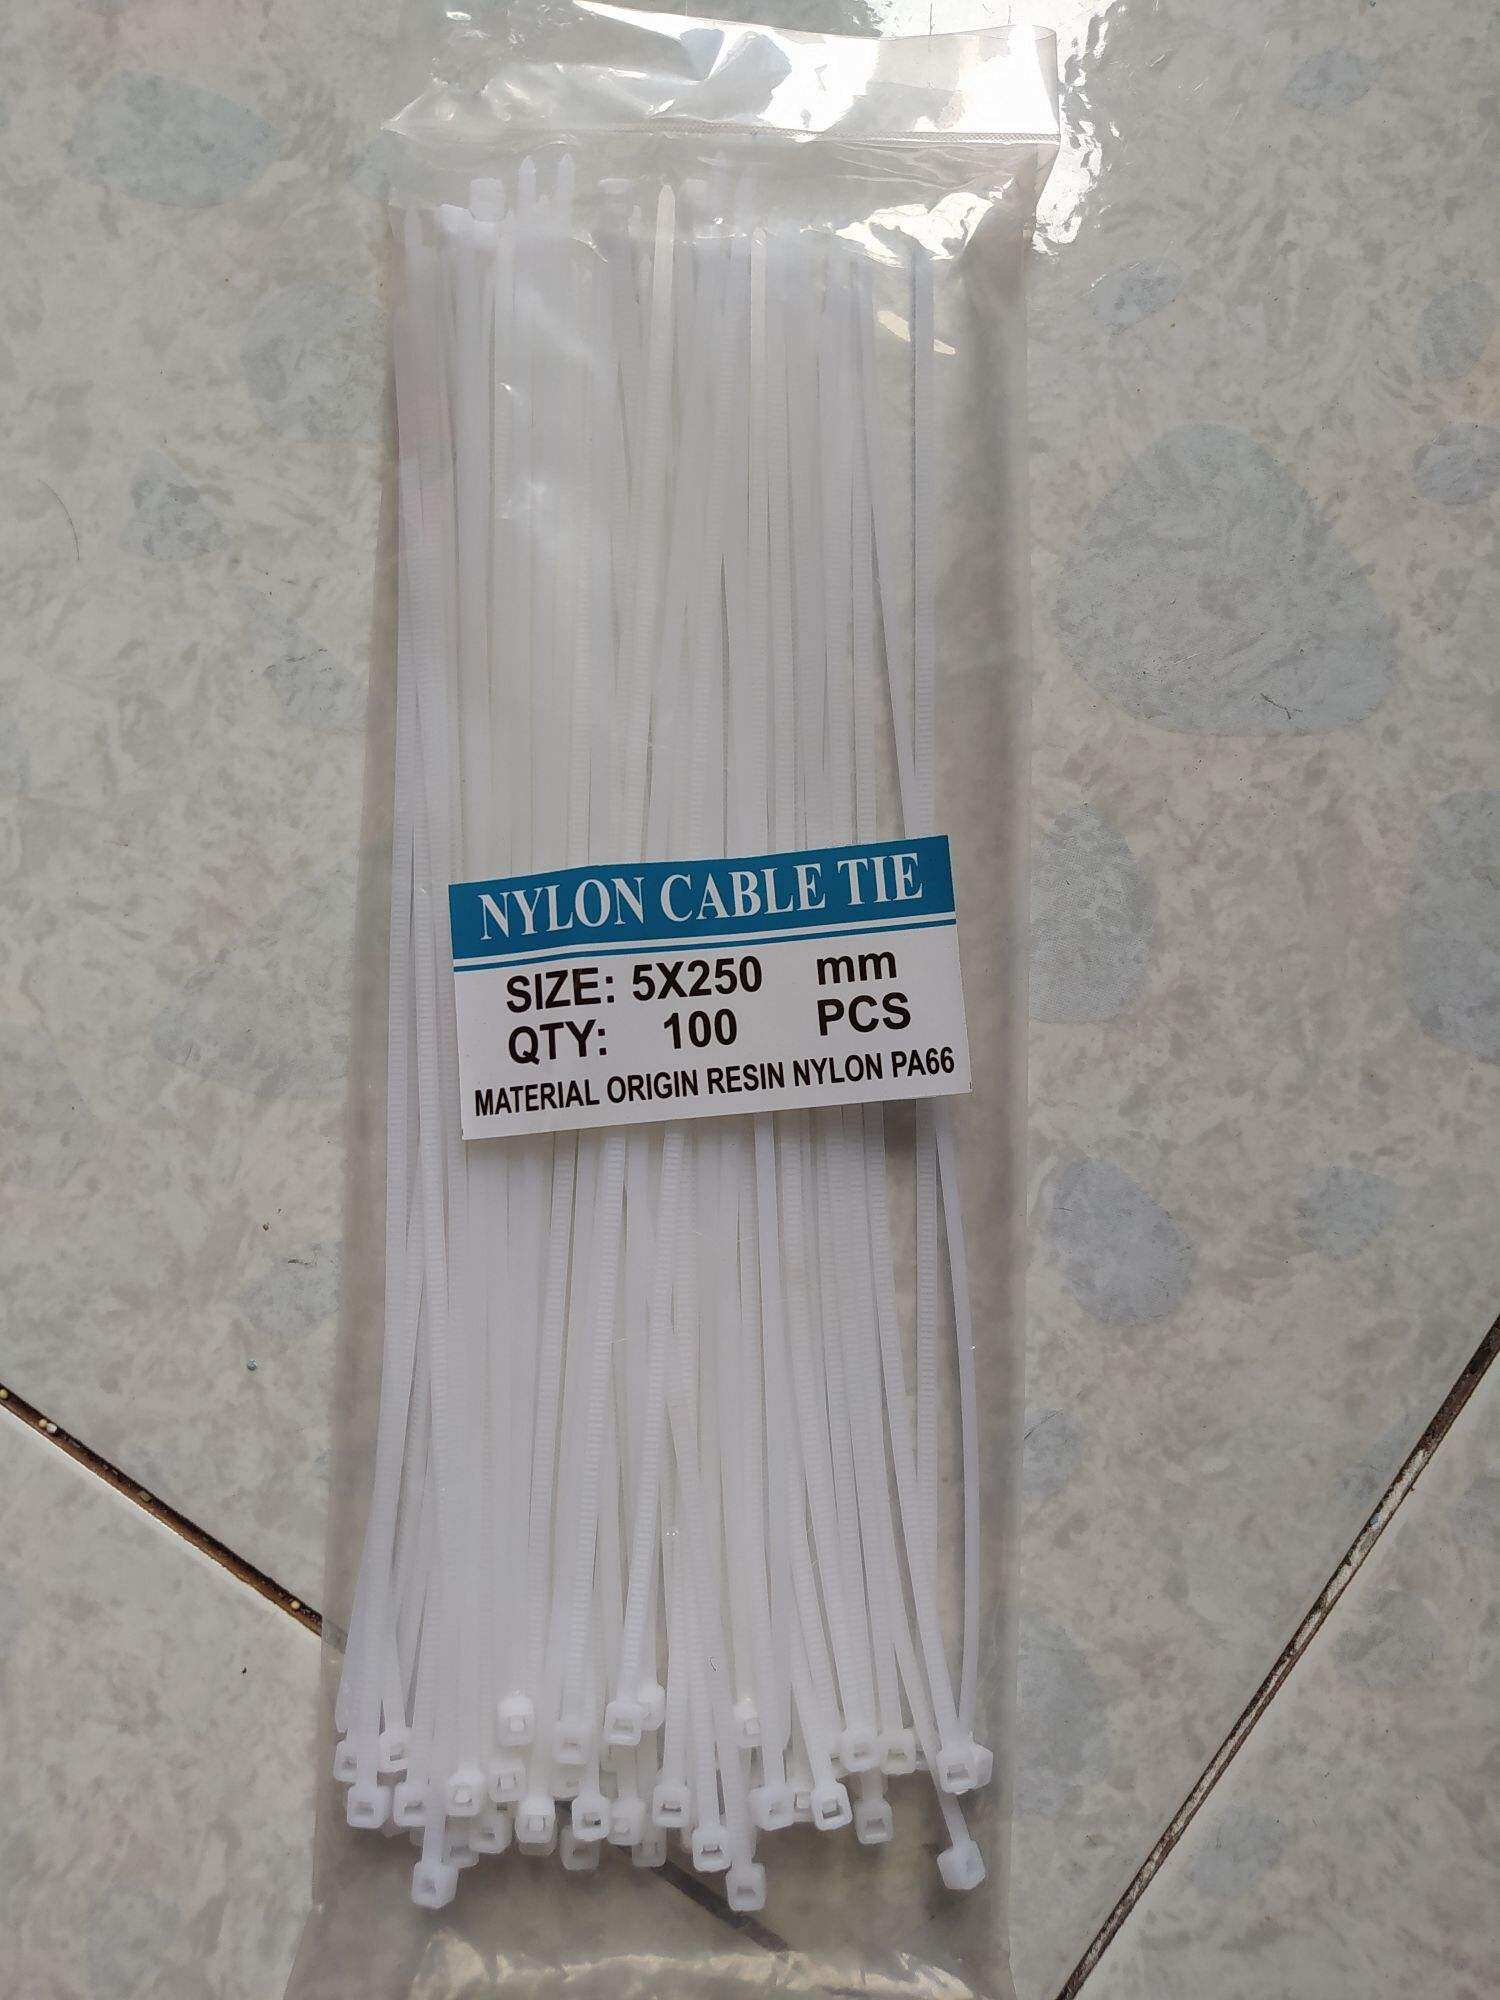 NYLON CABLE TIE
SIZE: 5X250 mm
QTY: 100 PCS
MATERIAL ORIGIN RESIN NYLON PA66